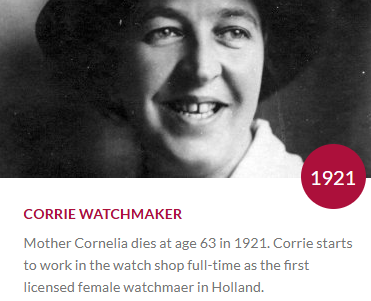 1921
CORRIE WATCHMAKER
Mother Cornelia dies at age 63 in 1921. Corrie starts
to work in the watch shop full-time as the first
licensed female watchmaer in Holland.